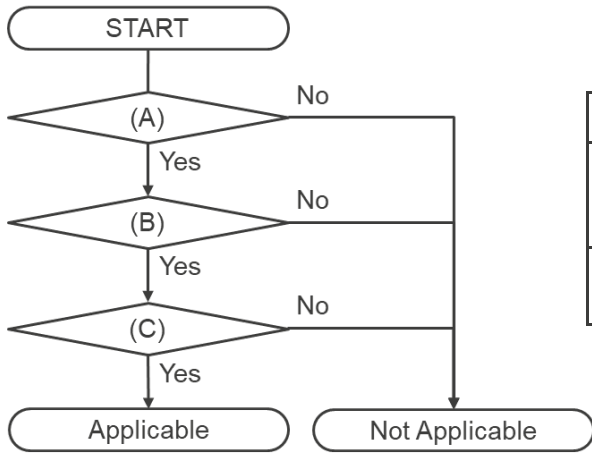 START
(A)
No
Yes
(B)
No
Yes
(C)
No
Yes
Applicable
Not Applicable